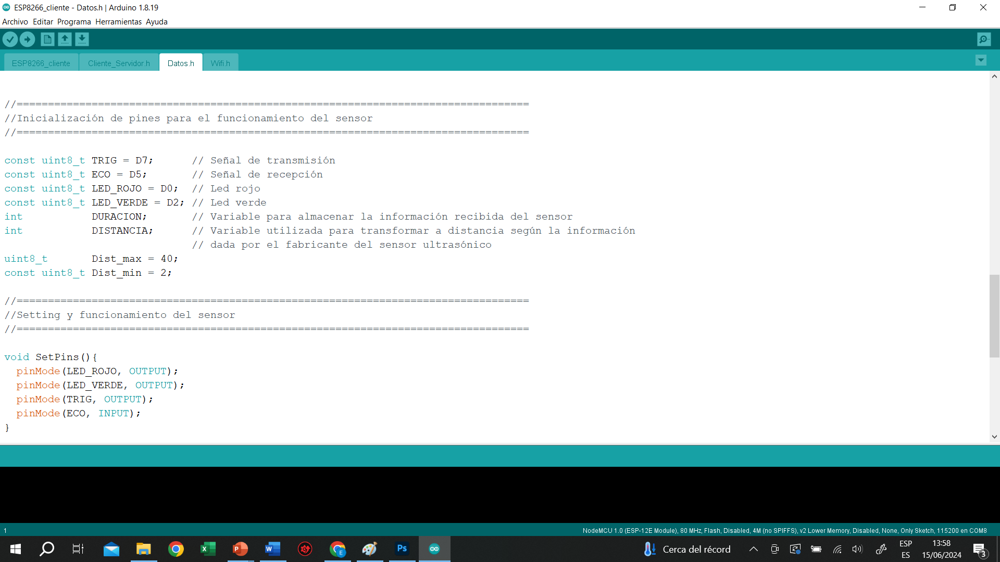 ESP8266_cliente - Datos.h | Arduino 1.8.19
Archivo Editar Programa Herramientas Ayuda
ESP8266_cliente Cliente_Servidor.h Datos.h Wifi.h
//==================================================================================
//Inicialización de pines para el funcionamiento del sensor
//==================================================================================
const uint8_t TRIG = D7; // Señal de transmisión
const uint8_t ECO = D5; // Señal de recepción
const uint8_t LED_ROJO = D0; // Led rojo
const uint8_t LED_VERDE = D2; // Led verde
int DURACION; // Variable para almacenar la información recibida del sensor
int DISTANCIA; // Variable utilizada para transformar a distancia según la información
// dada por el fabricante del sensor ultrasónico
uint8_t Dist_max = 40;
const uint8_t Dist_min = 2;
//==================================================================================
//Setting y funcionamiento del sensor
//==================================================================================
void SetPins(){
pinMode(LED_ROJO, OUTPUT);
pinMode(LED_VERDE, OUTPUT);
pinMode(TRIG, OUTPUT);
pinMode(ECO, INPUT);
}
1 NodeMCU 1.0 (ESP-12E Module), 80 MHz, Flash, Disabled, 4M (no SPIFFS), v2 Lower Memory, Disabled, None, Only Sketch, 115200 en COM8
Cerca del récord
ESP
ES
13:58
15/06/2024
3